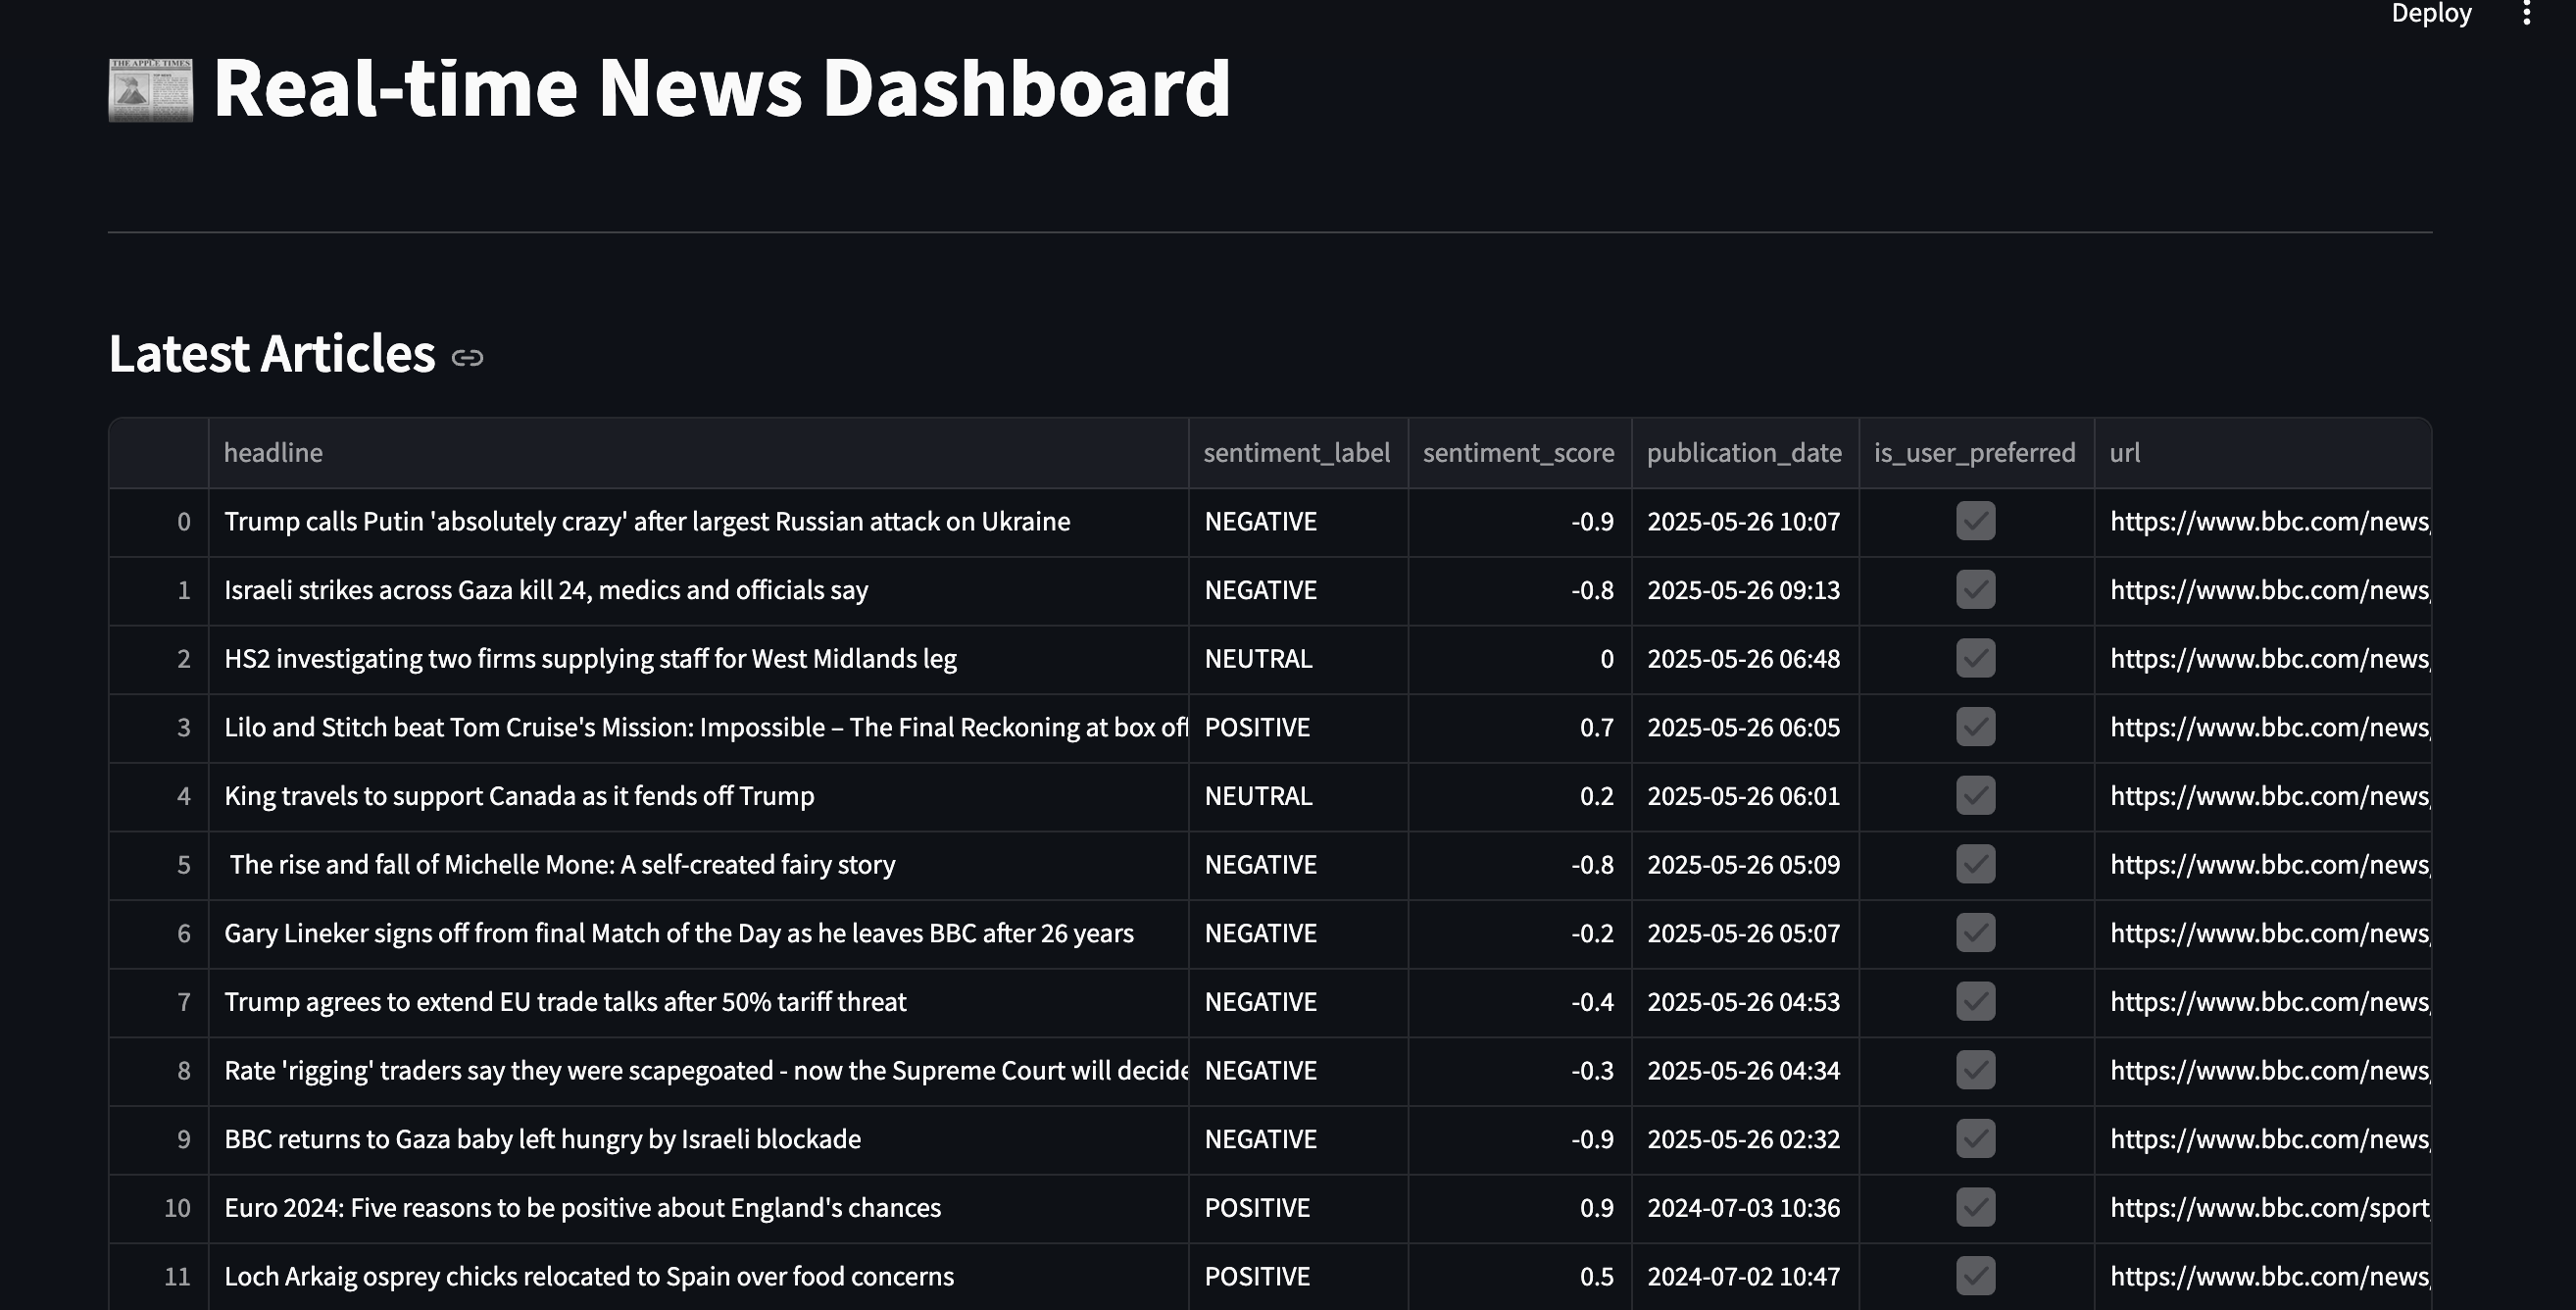 Deploy
THE APPLE TIMES
Real-time News Dashboard
Latest Articles
headline sentiment_label sentiment_score publication_date is_user_preferred url
0 Trump calls Putin 'absolutely crazy' after largest Russian attack on Ukraine NEGATIVE -0.9 2025-05-26 10:07 https://www.bbc.com/news/
1 Israeli strikes across Gaza kill 24, medics and officials say NEGATIVE -0.8 2025-05-26 09:13 https://www.bbc.com/news/
2 HS2 investigating two firms supplying staff for West Midlands leg NEUTRAL 0 2025-05-26 06:48 https://www.bbc.com/news/
3 Lilo and Stitch beat Tom Cruise's Mission: Impossible – The Final Reckoning at box off POSITIVE 0.7 2025-05-26 06:05 https://www.bbc.com/news/
4 King travels to support Canada as it fends off Trump NEUTRAL 0.2 2025-05-26 06:01 https://www.bbc.com/news/
5 The rise and fall of Michelle Mone: A self-created fairy story NEGATIVE -0.8 2025-05-26 05:09 https://www.bbc.com/news/
6 Gary Lineker signs off from final Match of the Day as he leaves BBC after 26 years NEGATIVE -0.2 2025-05-26 05:07 https://www.bbc.com/news/
7 Trump agrees to extend EU trade talks after 50% tariff threat NEGATIVE -0.4 2025-05-26 04:53 https://www.bbc.com/news/
8 Rate 'rigging' traders say they were scapegoated - now the Supreme Court will decide NEGATIVE -0.3 2025-05-26 04:34 https://www.bbc.com/news/
9 BBC returns to Gaza baby left hungry by Israeli blockade NEGATIVE -0.9 2025-05-26 02:32 https://www.bbc.com/news/
10 Euro 2024: Five reasons to be positive about England's chances POSITIVE 0.9 2024-07-03 10:36 https://www.bbc.com/sport/
11 Loch Arkaig osprey chicks relocated to Spain over food concerns POSITIVE 0.5 2024-07-02 10:47 https://www.bbc.com/news/